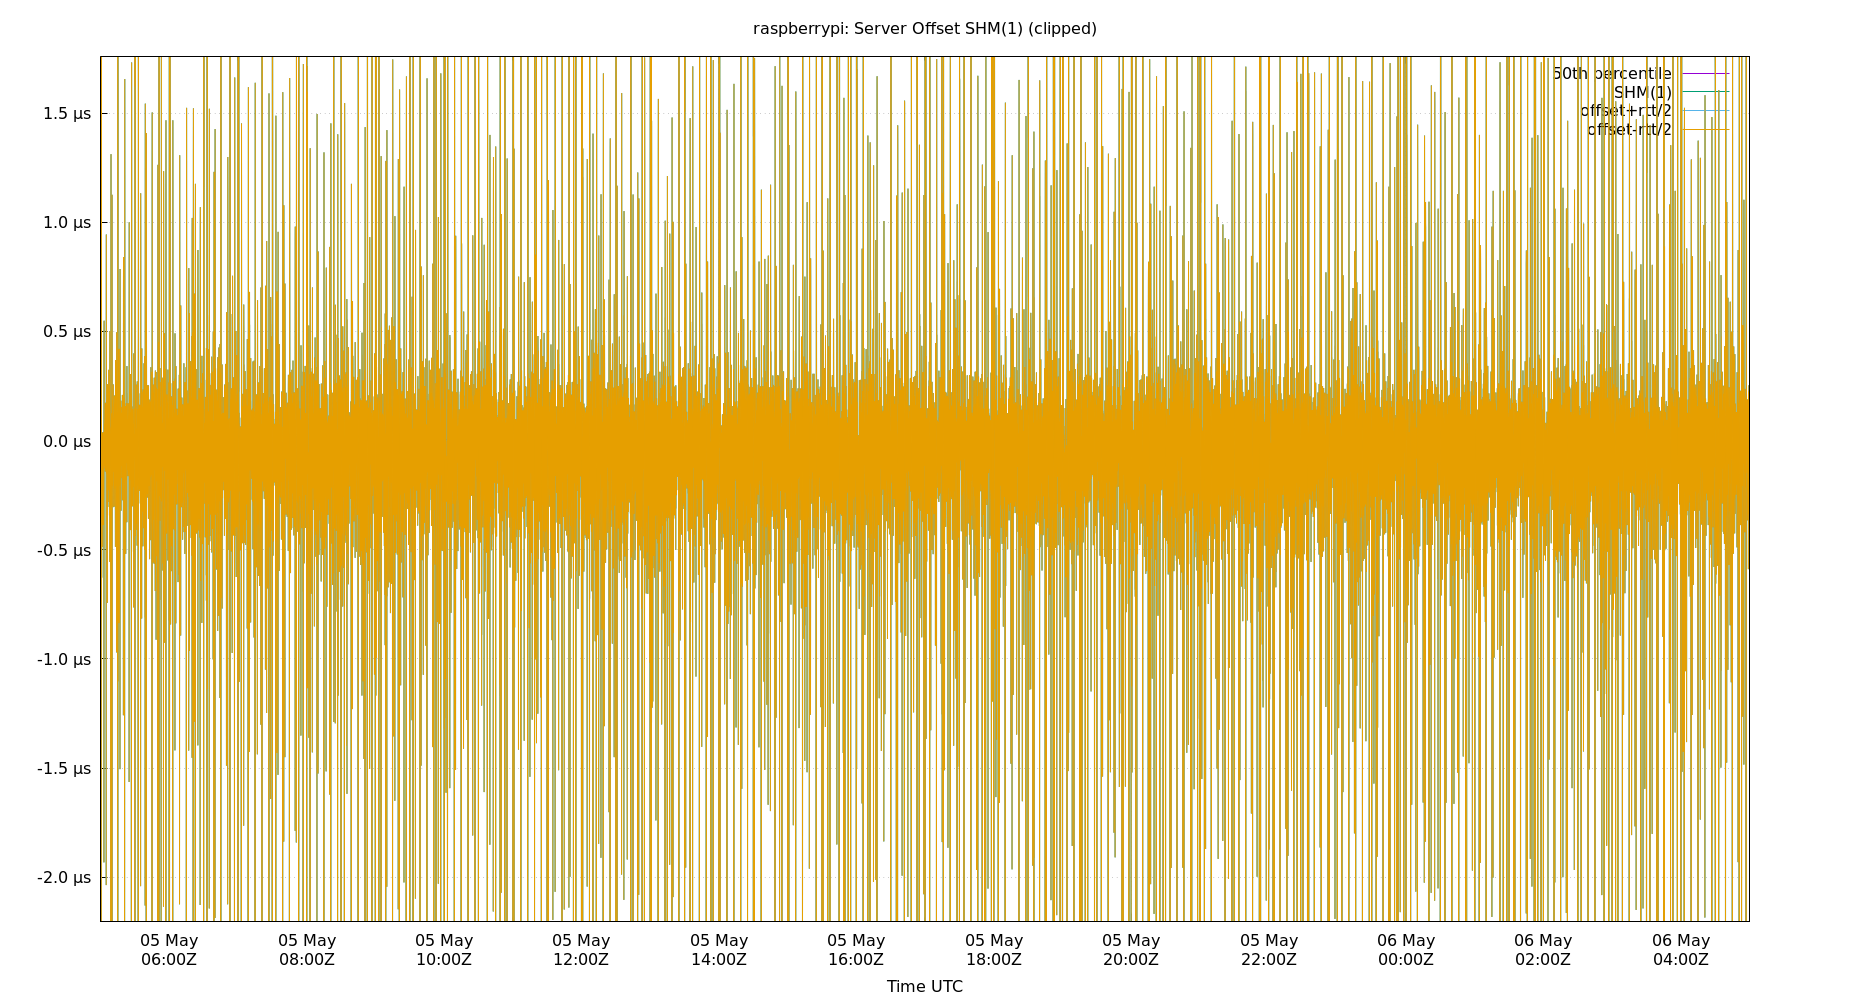 raspberrypi: Server Offset SHM(1) (clipped)
50th percentile
SHM(1)
offset+rtt/2
offset-rtt/2
1.5 µs
1.0 µs
0.5 µs
0.0 µs
-0.5 µs
-1.0 µs
-1.5 µs
-2.0 µs
05 May 05 May 05 May 05 May 05 May 05 May 05 May 05 May 05 May 06 May 06 May 06 May
06:00Z 08:00Z 10:00Z 12:00Z 14:00Z 16:00Z 18:00Z 20:00Z 22:00Z 00:00Z 02:00Z 04:00Z
Time UTC